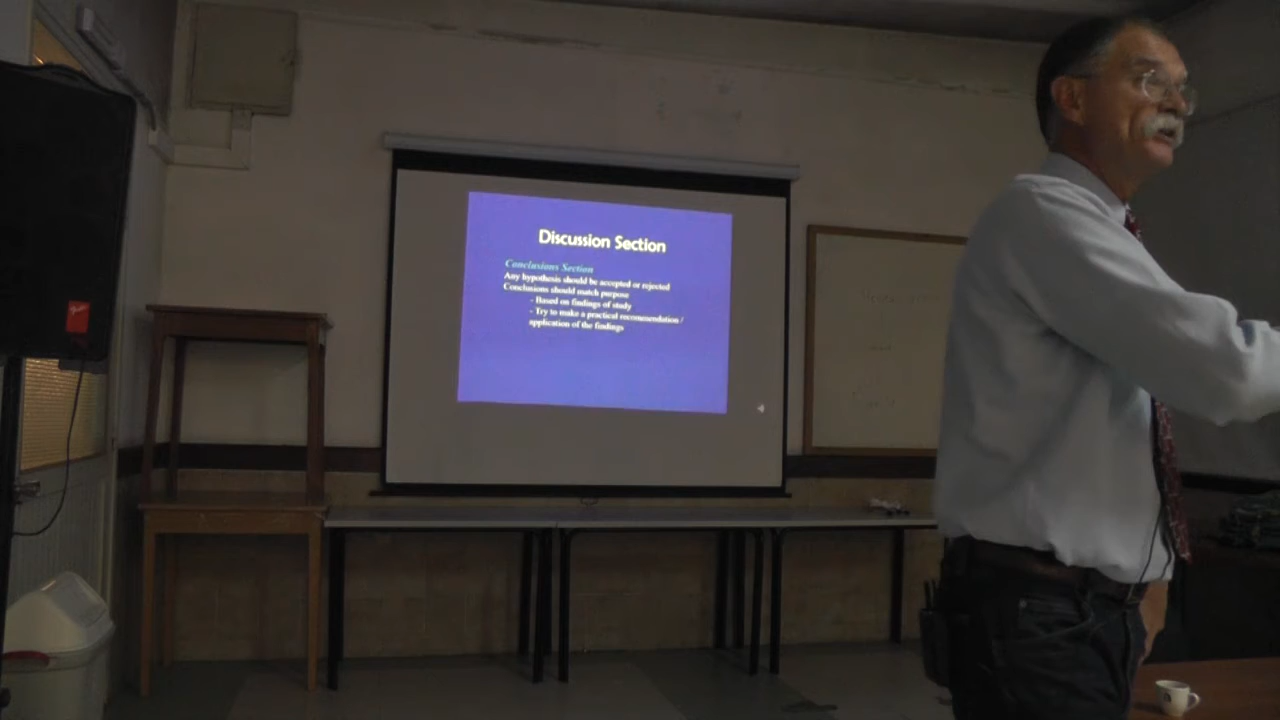 Discussion Section
Conclusions Section
Any hypothesis should be accepted or rejected
Conclusions should match purpose
- Based on findings of study
- Try to make a practical recommendation /
application of the findings